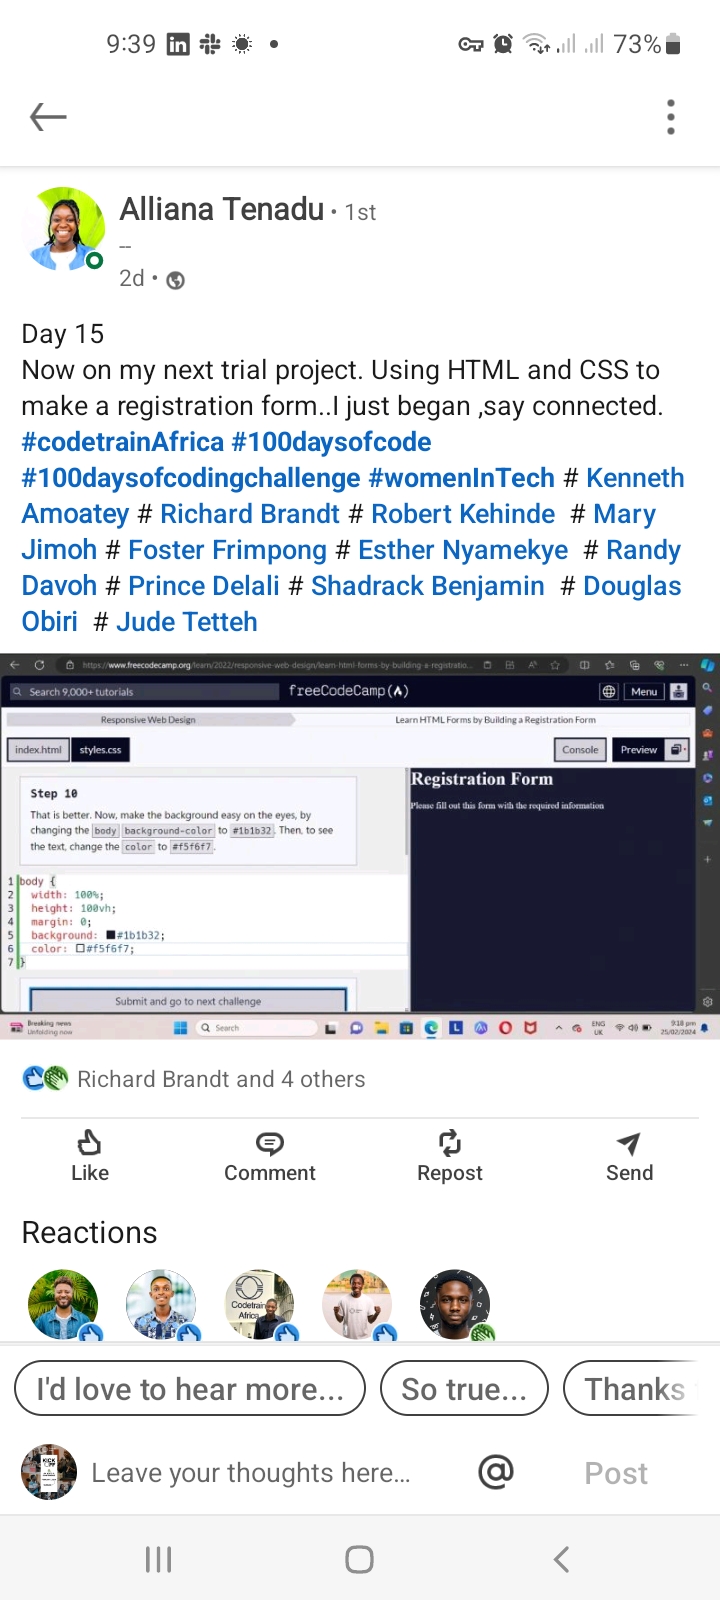 9:39
73%
Alliana Tenadu • 1st
--
2d •
Day 15
Now on my next trial project. Using HTML and CSS to
make a registration form..I just began ,say connected.
#codetrainAfrica #100daysofcode
#100daysofcodingchallenge #womenInTech # Kenneth
Amoatey # Richard Brandt # Robert Kehinde # Mary
Jimoh # Foster Frimpong # Esther Nyamekye # Randy
Davoh # Prince Delali # Shadrack Benjamin # Douglas
Obiri # Jude Tetteh
https://www.freecodecamp.org/learn/2022/responsive-web-design/learn-html-forms-by-building-a-registratio...
Search 9,000+ tutorials
freeCodeCamp
Menu
Responsive Web Design
Learn HTML Forms by Building a Registration Form
index.html
styles.css
Console
Preview
Step 10
That is better. Now, make the background easy on the eyes, by
changing the body background-color to #1b1b32. Then, to see
the text, change the color to #f5f6f7.
Registration Form
Please fill out this form with the required information
1 body {
2 width: 100%;
3 height: 100vh;
4 margin: 0;
5 background: #1b1b32;
6 color: #f5f6f7;
7 }
Submit and go to next challenge
Breaking news
Unfolding now
Search
ENG
UK
9:18 pm
25/02/2024
Richard Brandt and 4 others
Like
Comment
Repost
Send
Reactions
Codetrain
Africa
I'd love to hear more...
So true...
Thanks
Leave your thoughts here...
@
Post